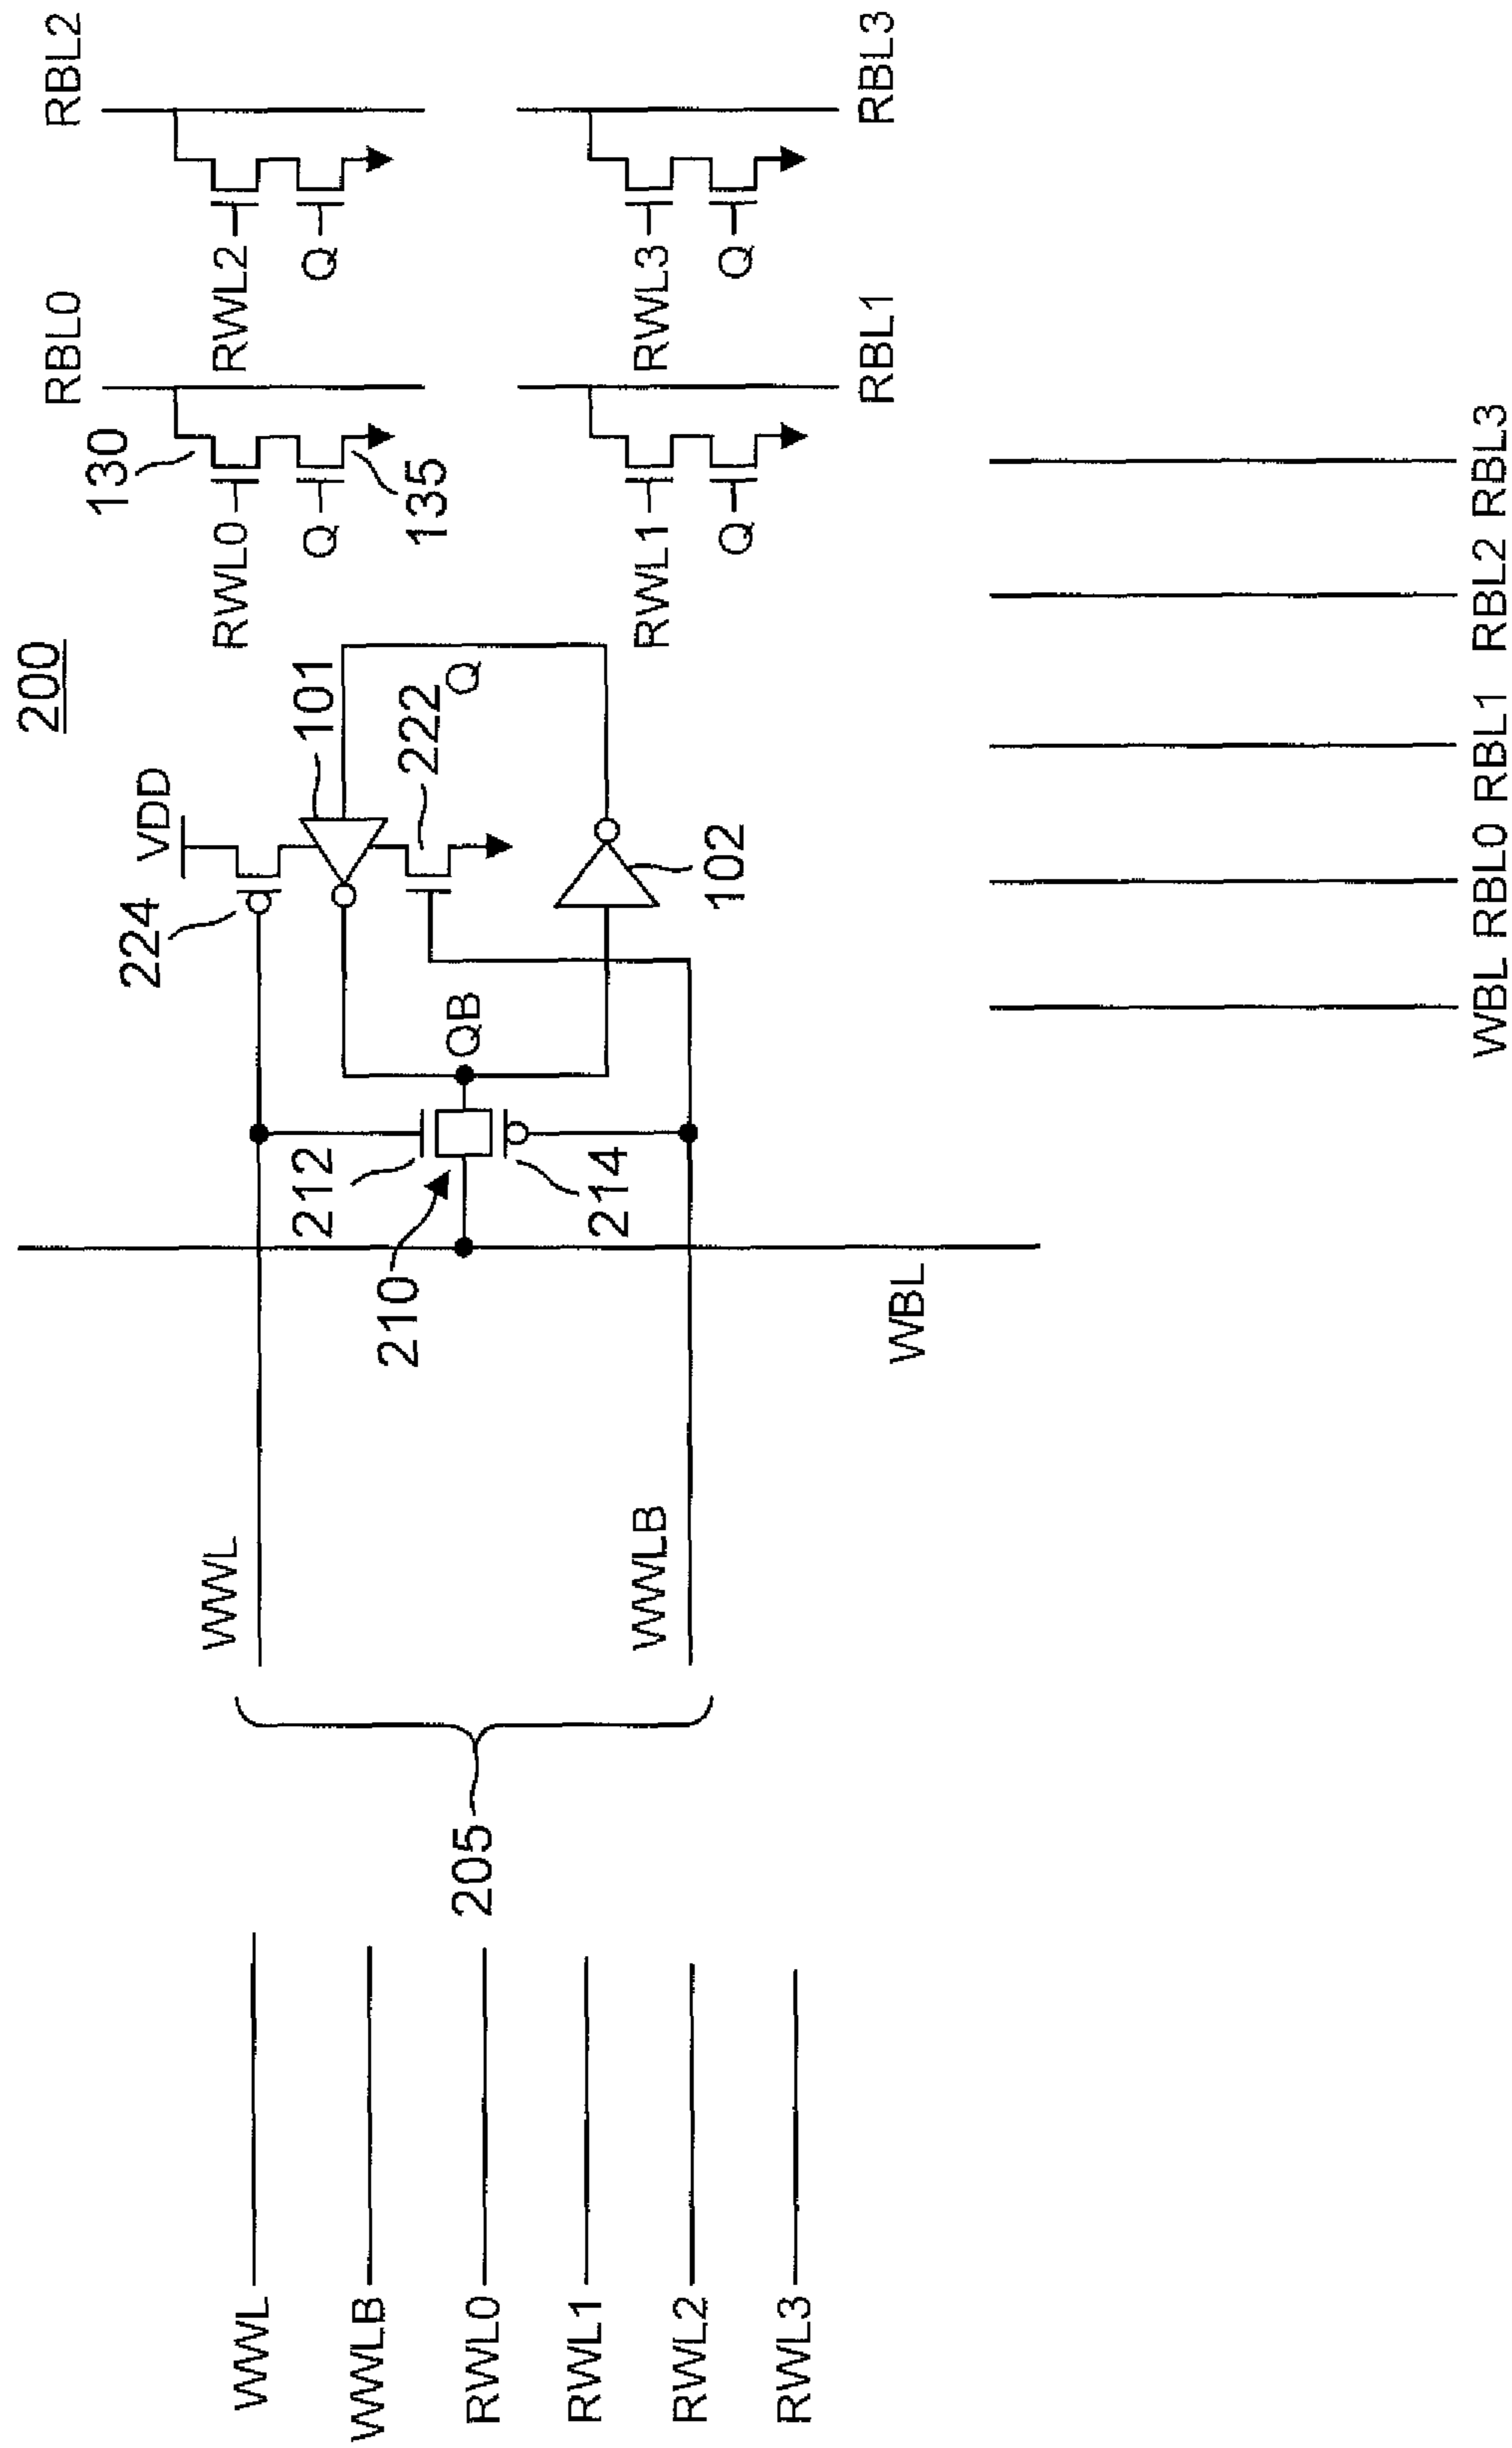 200
RBL0
RBL2
130
RWL0
RWL2
Q
Q
135
RWL1
RWL3
Q
Q
RBL1
RBL3
VDD
224
101
222
Q
102
QB
212
210
214
WBL
WWL
WWLB
205
WWL
WWLB
RWL0
RWL1
RWL2
RWL3
WBL RBL0 RBL1 RBL2 RBL3